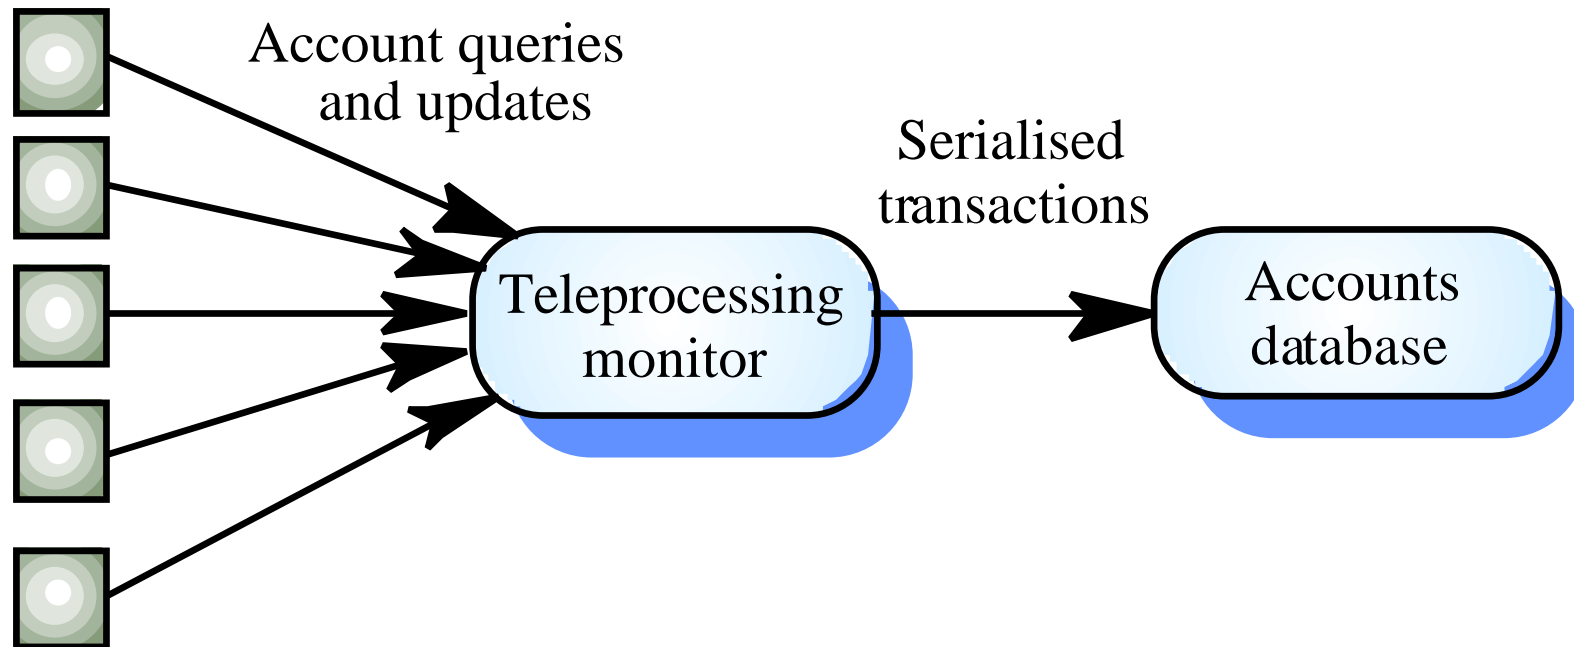 Account queries
and updates
Serialised
transactions
Teleprocessing
monitor
Accounts
database